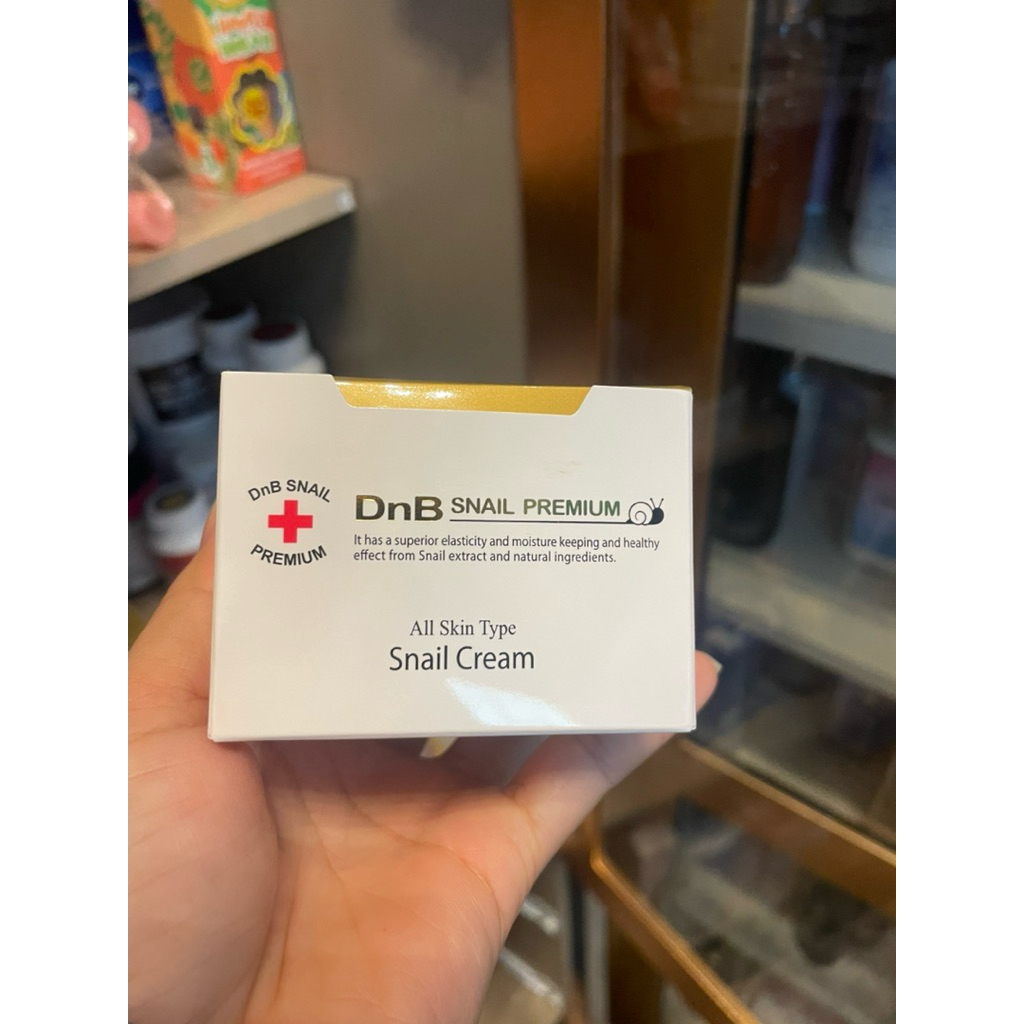 DnB SNAIL
PREMIUM
DnB SNAIL PREMIUM
It has a superior elasticity and moisture keeping and healthy
effect from Snail extract and natural ingredients.
All Skin Type
Snail Cream